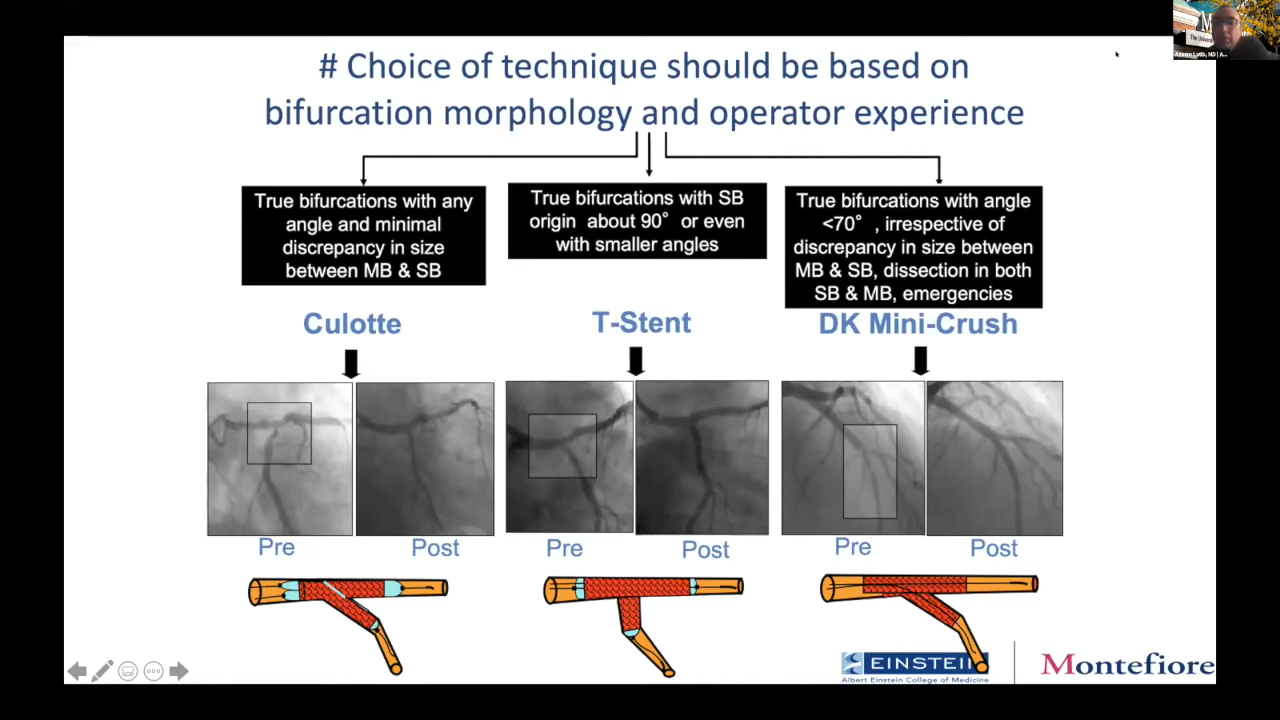 # Choice of technique should be based on
bifurcation morphology and operator experience
True bifurcations with any
angle and minimal
discrepancy in size
between MB & SB
True bifurcations with SB
origin about 90° or even
with smaller angles
True bifurcations with angle
<70° , irrespective of
discrepancy in size between
MB & SB, dissection in both
SB & MB, emergencies
Culotte
T-Stent
DK Mini-Crush
Pre
Post
Pre
Post
Pre
Post
EINSTEIN
Albert Einstein College of Medicine
Montefiore